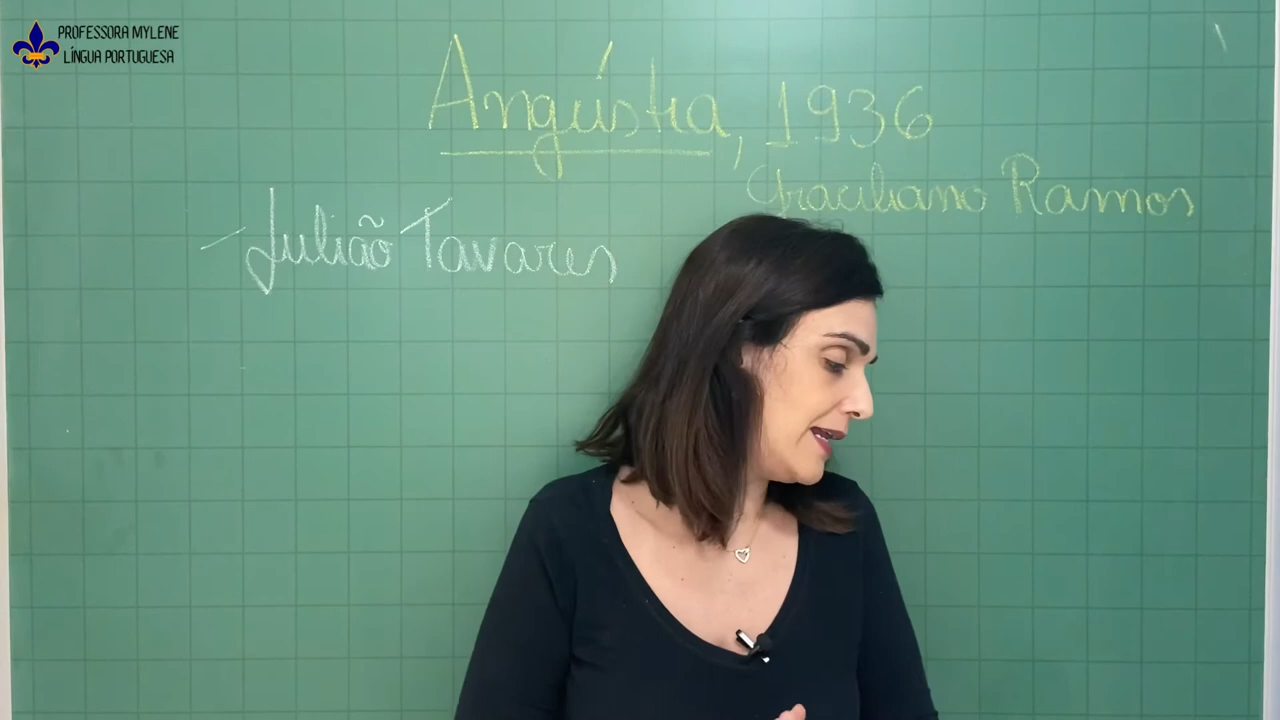 PROFESSORA MYLENE
LÍNGUA PORTUGUESA
Angústia, 1936
Graciliano Ramos
- Julião Tavares